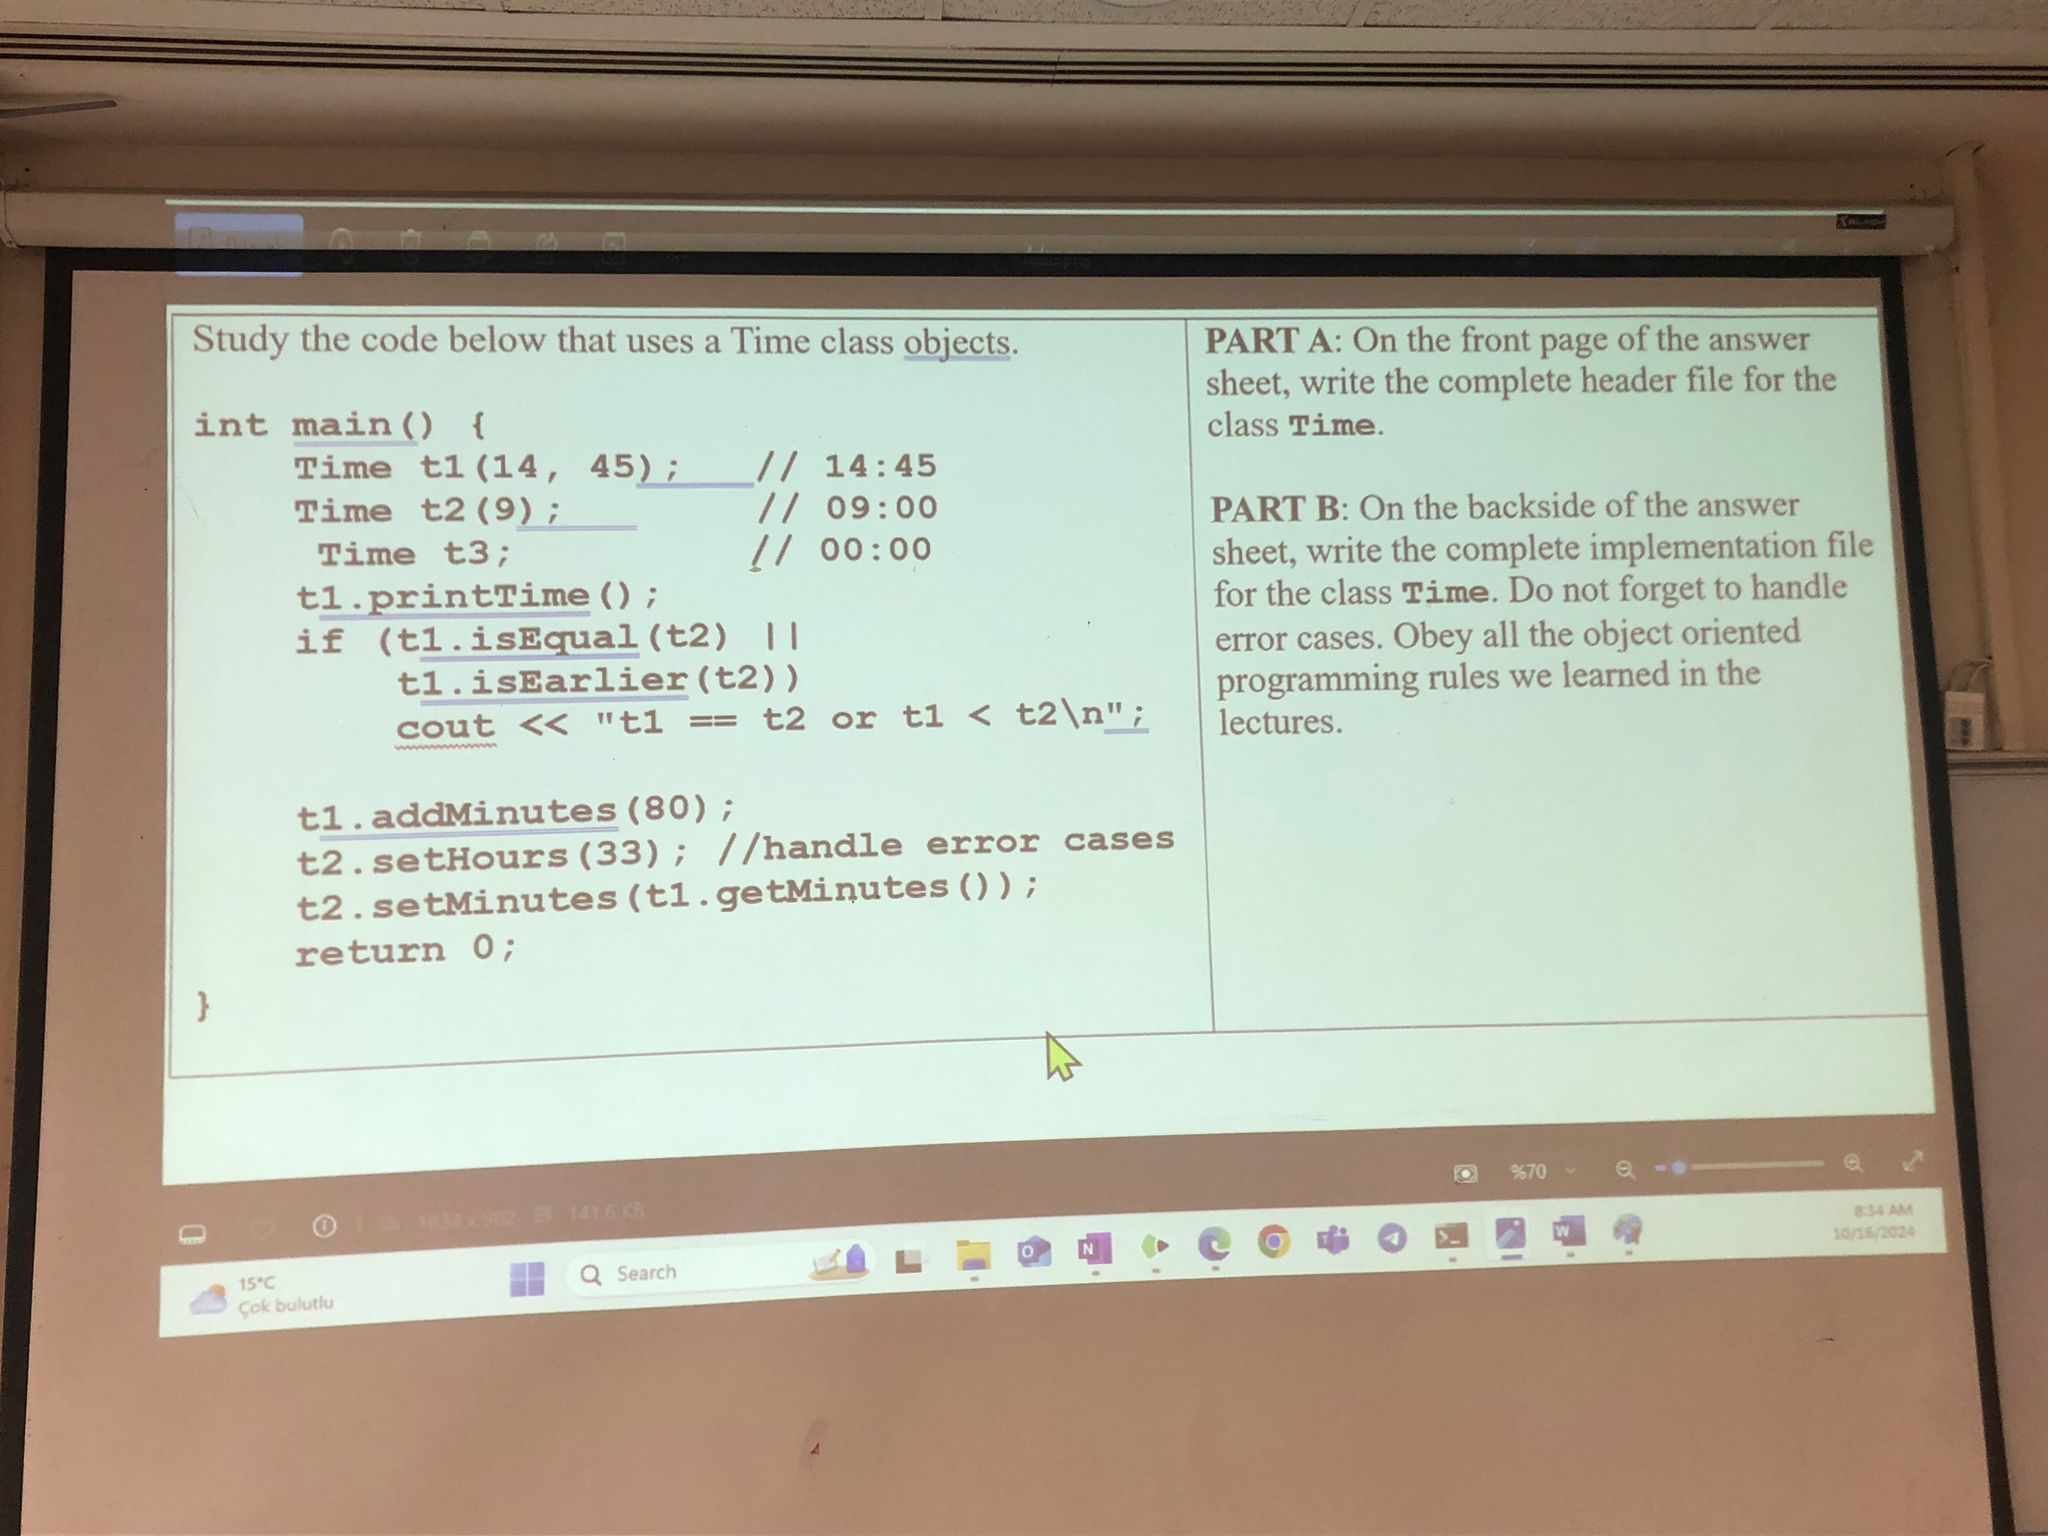 Study the code below that uses a Time class objects.
int main() {
Time t1(14, 45); // 14:45
Time t2(9); // 09:00
Time t3; // 00:00
t1.printTime();
if (t1.isEqual(t2) ||
t1.isEarlier(t2))
cout << "t1 == t2 or t1 < t2\n";
t1.addMinutes(80);
t2.setHours(33); //handle error cases
t2.setMinutes(t1.getMinutes());
return 0;
}
PART A: On the front page of the answer
sheet, write the complete header file for the
class Time.
PART B: On the backside of the answer
sheet, write the complete implementation file
for the class Time. Do not forget to handle
error cases. Obey all the object oriented
programming rules we learned in the
lectures.
%70
1834 x 902 141.6 KB
15°C
Çok bulutlu
Search
8:34 AM
10/16/2024